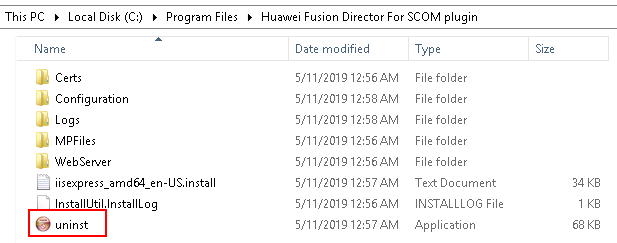 This PC ▸ Local Disk (C:) ▸ Program Files ▸ Huawei Fusion Director For SCOM plugin
Name Date modified Type Size
Certs 5/11/2019 12:56 AM File folder
Configuration 5/11/2019 12:58 AM File folder
Logs 5/11/2019 12:58 AM File folder
MPFiles 5/11/2019 12:56 AM File folder
WebServer 5/11/2019 12:56 AM File folder
iisexpress_amd64_en-US.install 5/11/2019 12:57 AM Text Document 34 KB
InstallUtil.InstallLog 5/11/2019 12:56 AM INSTALLLOG File 1 KB
uninst 5/11/2019 12:57 AM Application 68 KB